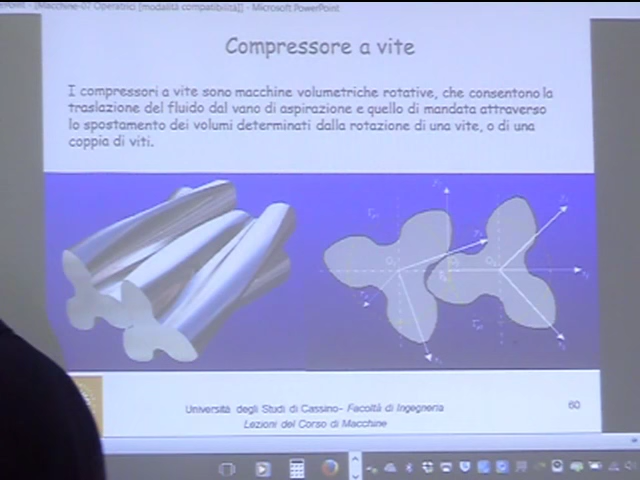 [Macchine-07 Operatrici [modalità compatibilità]] - Microsoft PowerPoint
Compressore a vite
I compressori a vite sono macchine volumetriche rotative, che consentono la
traslazione del fluido dal vano di aspirazione e quello di mandata attraverso
lo spostamento dei volumi determinati dalla rotazione di una vite, o di una
coppia di viti.
Università degli Studi di Cassino- Facoltà di Ingegneria
60
Lezioni del Corso di Macchine